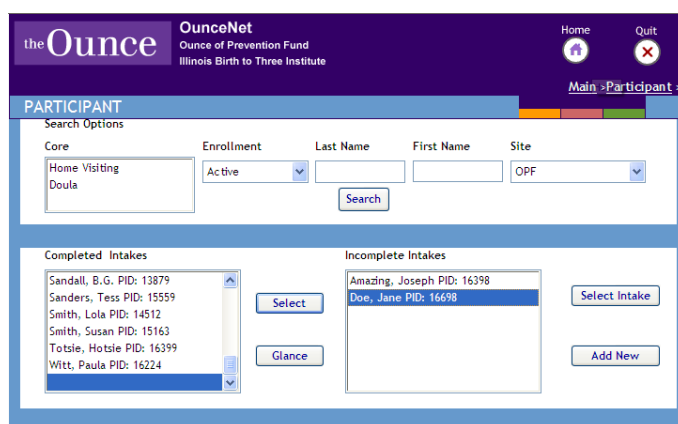 the Ounce
OunceNet
Ounce of Prevention Fund
Illinois Birth to Three Institute
Home
Quit
Main >Participant >
PARTICIPANT
Search Options
Core
Enrollment
Last Name
First Name
Site
Home Visiting
Doula
Active
OPF
Search
Completed Intakes
Incomplete Intakes
Sandall, B.G. PID: 13879
Sanders, Tess PID: 15559
Smith, Lola PID: 14512
Smith, Susan PID: 15163
Totsie, Hotsie PID: 16399
Witt, Paula PID: 16224
Select
Glance
Amazing, Joseph PID: 16398
Doe, Jane PID: 16698
Select Intake
Add New